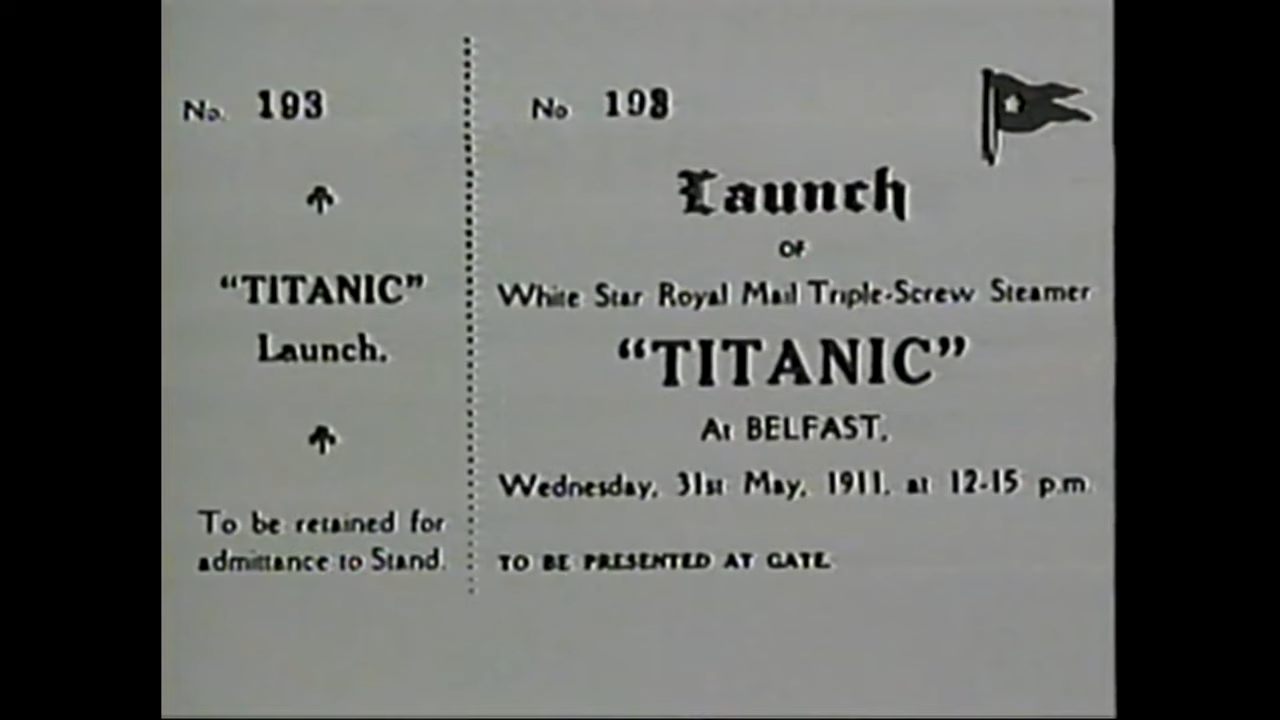 No. 193
"TITANIC"
Launch.
To be retained for
admittance to Stand.
No 193
Launch
OF
White Star Royal Mail Triple-Screw Steamer
"TITANIC"
At BELFAST,
Wednesday, 31st May, 1911, at 12-15 p.m.
TO BE PRESENTED AT GATE